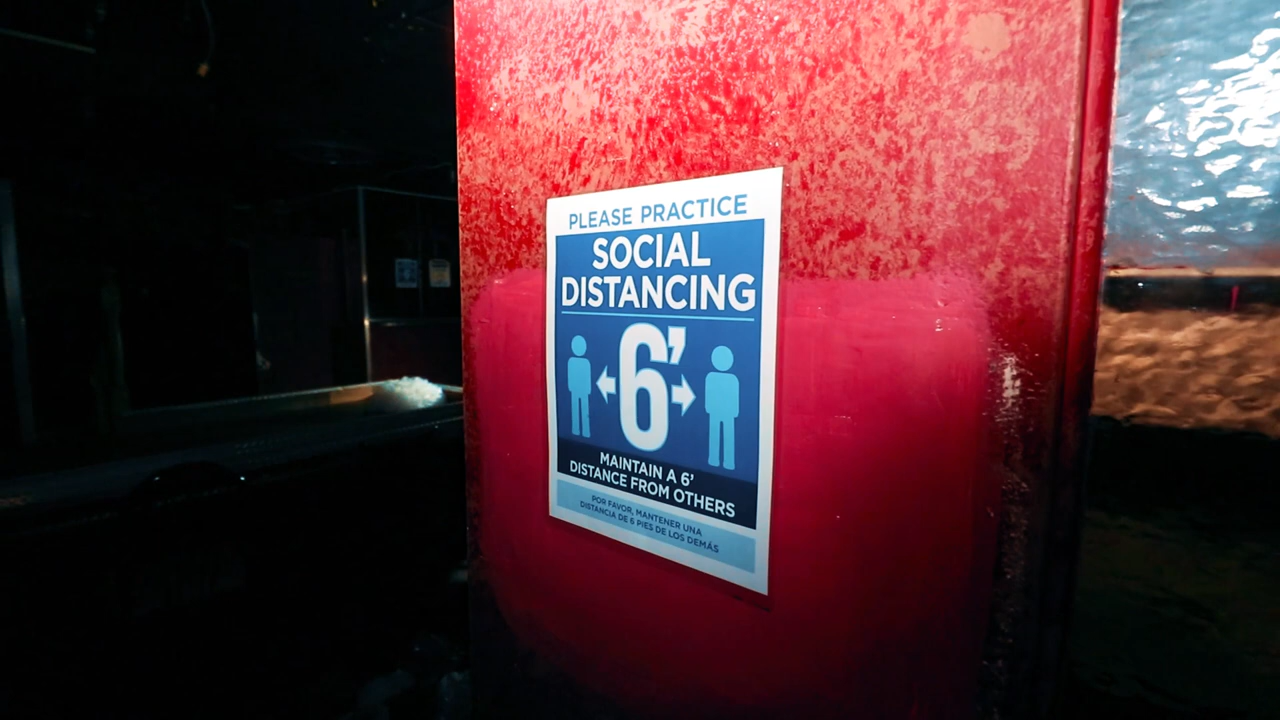 PLEASE PRACTICE
SOCIAL
DISTANCING
6'
MAINTAIN A 6'
DISTANCE FROM OTHERS
POR FAVOR, MANTENER UNA
DISTANCIA DE 6 PIES DE LOS DEMÁS